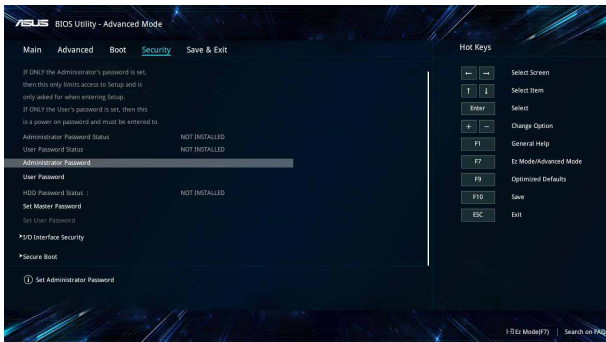 ASUS BIOS Utility - Advanced Mode
Main Advanced Boot Security Save & Exit
If ONLY the Administrator's password is set,
then this only limits access to Setup and is
only asked for when entering Setup.
If ONLY the User's password is set, then this
is a power on password and must be entered to
Administrator Password Status NOT INSTALLED
User Password Status NOT INSTALLED
Administrator Password
User Password
HDD Password Status : NOT INSTALLED
Set Master Password
Set User Password
>I/O Interface Security
>Secure Boot
Set Administrator Password
Hot Keys
← → Select Screen
↑ ↓ Select Item
Enter Select
+ − Change Option
F1 General Help
F7 Ez Mode/Advanced Mode
F9 Optimized Defaults
F10 Save
ESC Exit
Ez Mode(F7) | Search on FAQ